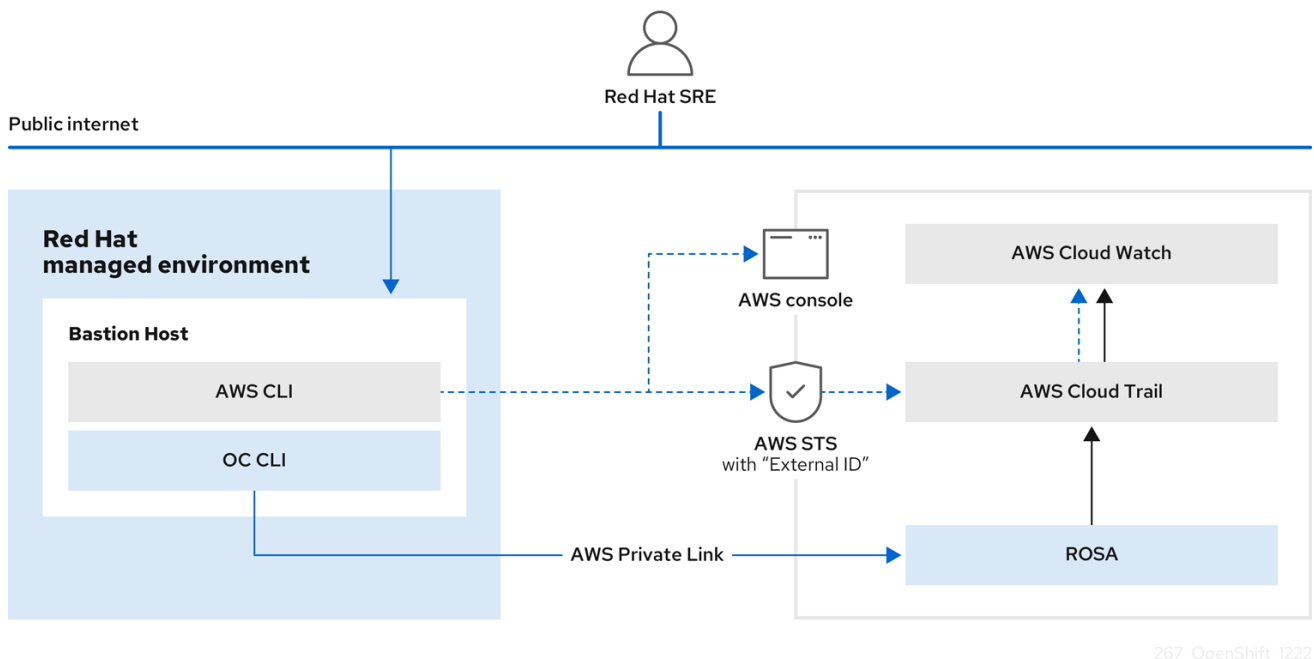 Red Hat SRE
Public internet
Red Hat
managed environment
Bastion Host
AWS CLI
OC CLI
AWS console
AWS STS
with “External ID”
AWS Private Link
AWS Cloud Watch
AWS Cloud Trail
ROSA
267_OpenShift_1222